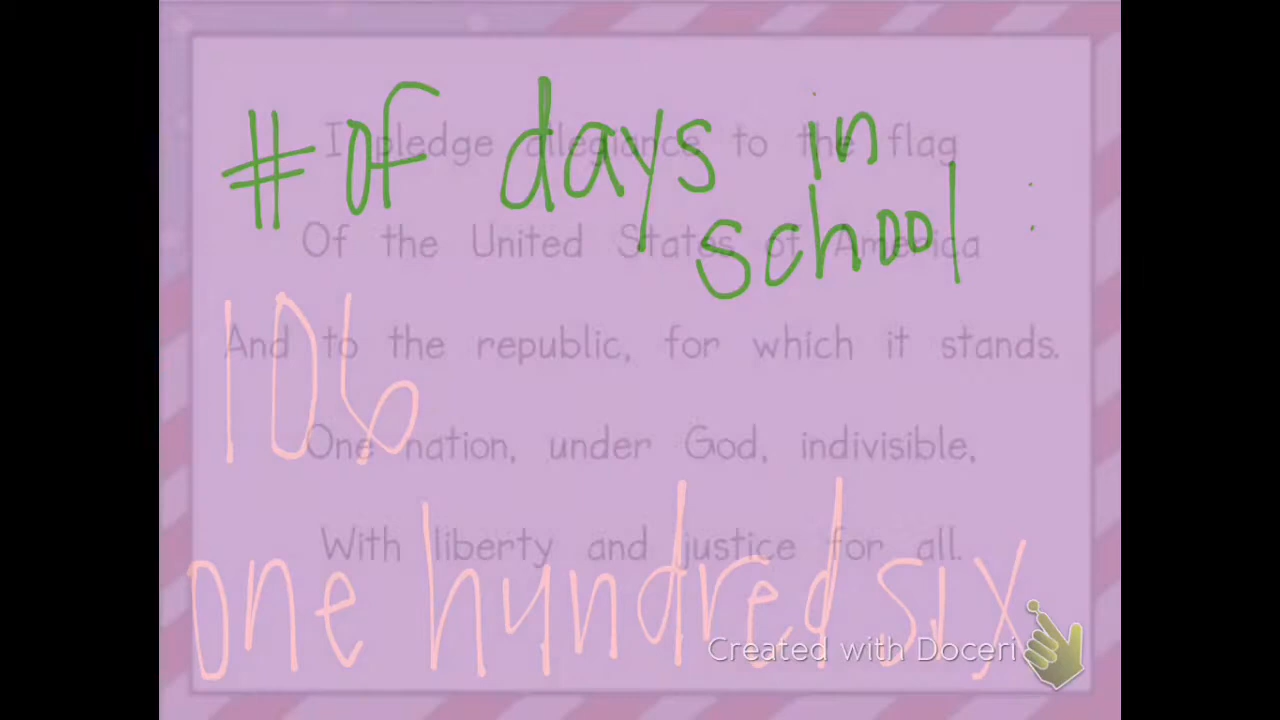 # of days in
school :
106
one hundred six
I pledge allegiance to the flag
Of the United States of America
And to the republic, for which it stands.
One nation, under God, indivisible,
With liberty and justice for all.
Created with Doceri